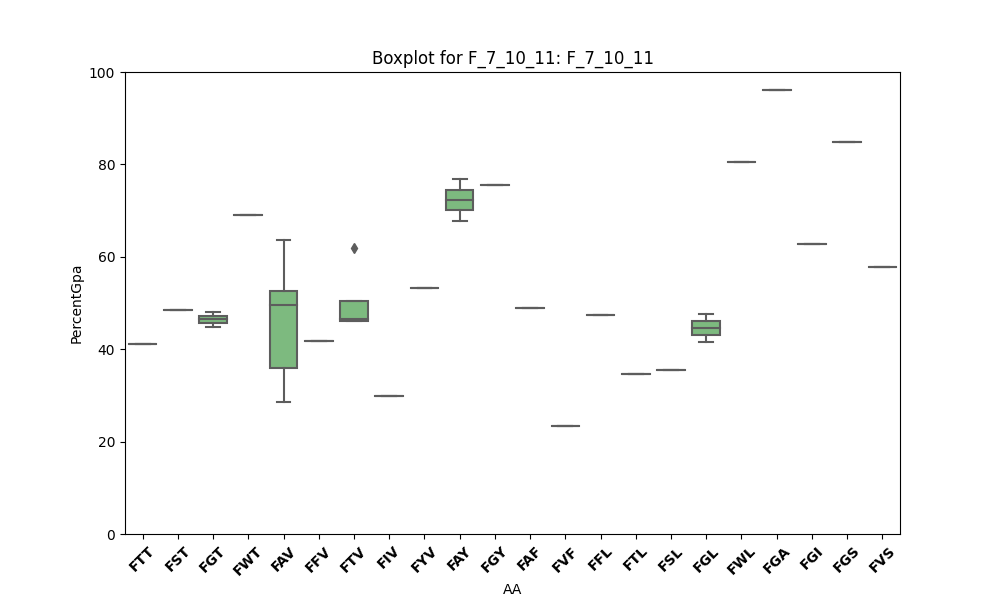 Boxplot for F_7_10_11: F_7_10_11
PercentGpa
100
80
60
40
20
0
FTT FST FGT FWT FAV FFV FTV FIV FYV FAY FGY FAF FVF FFL FTL FSL FGL FWL FGA FGI FGS FVS
AA